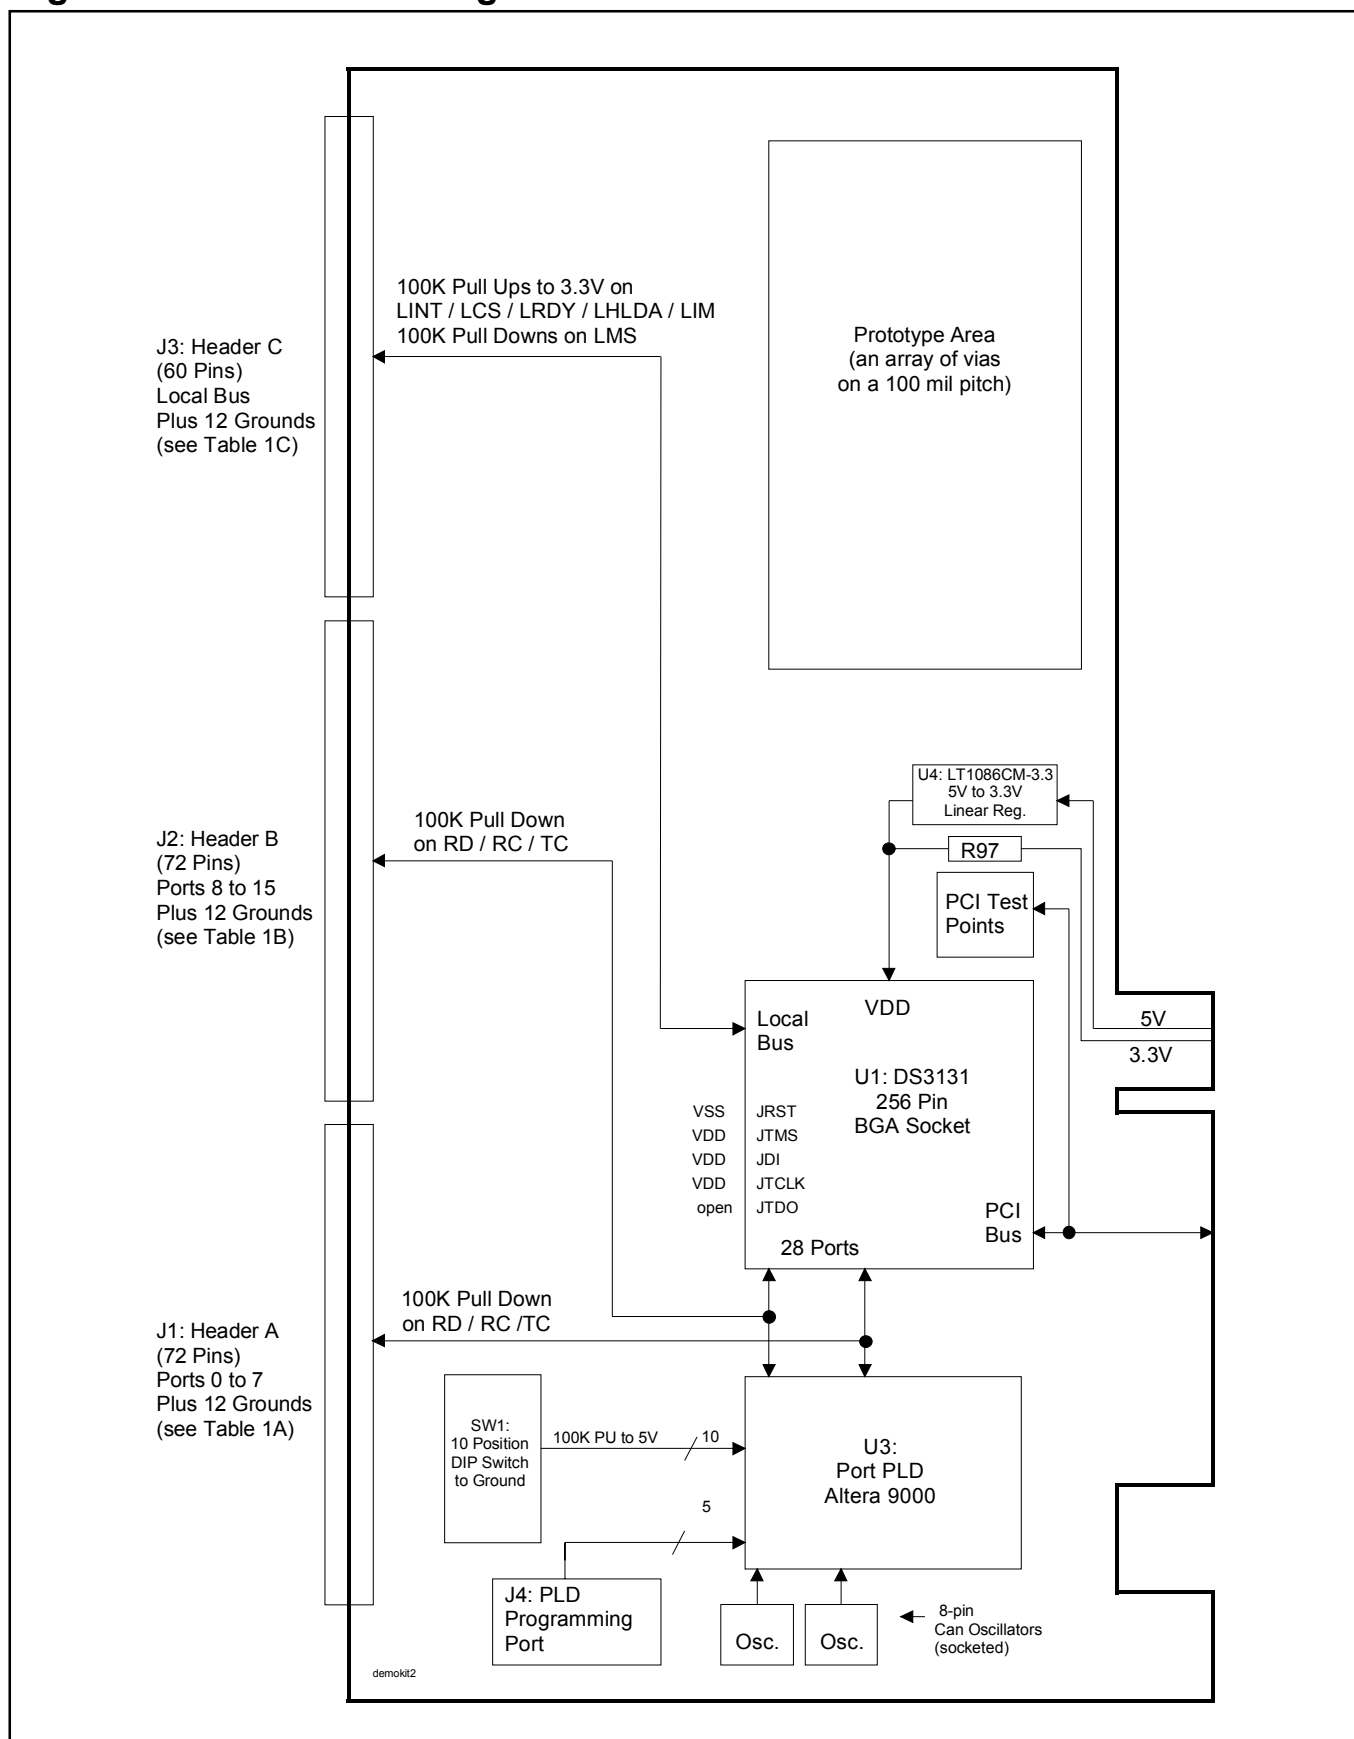 100K Pull Ups to 3.3V on
LINT / LCS / LRDY / LHLDA / LIM
100K Pull Downs on LMS
J3: Header C
(60 Pins)
Local Bus
Plus 12 Grounds
(see Table 1C)
Prototype Area
(an array of vias
on a 100 mil pitch)
U4: LT1086CM-3.3
5V to 3.3V
Linear Reg.
R97
PCI Test
Points
100K Pull Down
on RD / RC / TC
J2: Header B
(72 Pins)
Ports 8 to 15
Plus 12 Grounds
(see Table 1B)
5V
3.3V
VDD
Local
Bus
U1: DS3131
256 Pin
BGA Socket
VSS JRST
VDD JTMS
VDD JDI
VDD JTCLK
open JTDO
PCI
Bus
28 Ports
100K Pull Down
on RD / RC /TC
J1: Header A
(72 Pins)
Ports 0 to 7
Plus 12 Grounds
(see Table 1A)
SW1:
10 Position
DIP Switch
to Ground
100K PU to 5V
10
5
U3:
Port PLD
Altera 9000
J4: PLD
Programming
Port
Osc.
Osc.
8-pin
Can Oscillators
(socketed)
demokit2